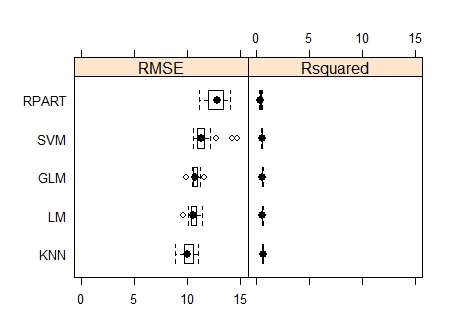 0 5 10 15
RMSE Rsquared
RPART
SVM
GLM
LM
KNN
0 5 10 15